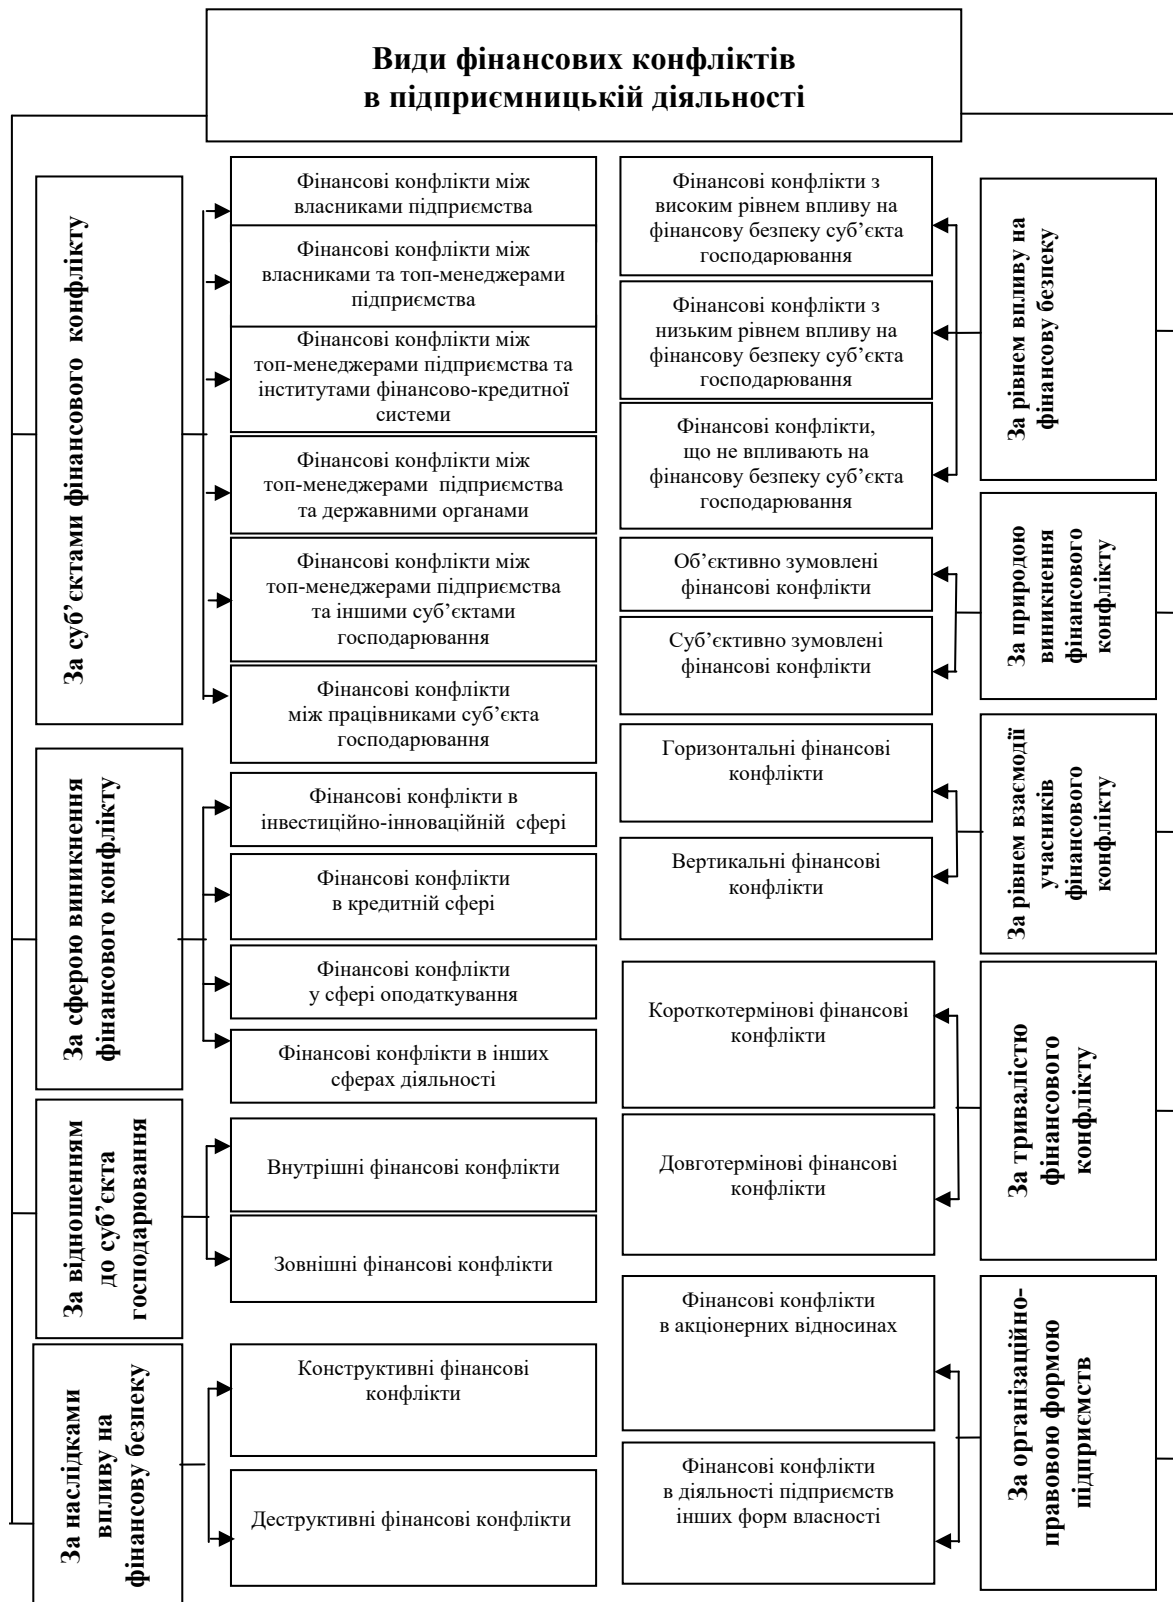 Види фінансових конфліктів
в підприємницькій діяльності
За суб’єктами фінансового конфлікту
Фінансові конфлікти між
власниками підприємства
Фінансові конфлікти між
власниками та топ-менеджерами
підприємства
Фінансові конфлікти між
топ-менеджерами підприємства та
інститутами фінансово-кредитної
системи
Фінансові конфлікти між
топ-менеджерами підприємства
та державними органами
Фінансові конфлікти між
топ-менеджерами підприємства
та іншими суб’єктами
господарювання
Фінансові конфлікти
між працівниками суб’єкта
господарювання
За сферою виникнення
фінансового конфлікту
Фінансові конфлікти в
інвестиційно-інноваційній сфері
Фінансові конфлікти
в кредитній сфері
Фінансові конфлікти
у сфері оподаткування
Фінансові конфлікти в інших
сферах діяльності
За відношенням
до суб’єкта
господарювання
Внутрішні фінансові конфлікти
Зовнішні фінансові конфлікти
За наслідками
впливу на
фінансову безпеку
Конструктивні фінансові
конфлікти
Деструктивні фінансові конфлікти
Фінансові конфлікти з
високим рівнем впливу на
фінансову безпеку суб’єкта
господарювання
Фінансові конфлікти з
низьким рівнем впливу на
фінансову безпеку суб’єкта
господарювання
Фінансові конфлікти,
що не впливають на
фінансову безпеку суб’єкта
господарювання
За рівнем впливу на
фінансову безпеку
Об’єктивно зумовлені
фінансові конфлікти
Суб’єктивно зумовлені
фінансові конфлікти
За природою
виникнення
фінансового
конфлікту
Горизонтальні фінансові
конфлікти
Вертикальні фінансові
конфлікти
За рівнем взаємодії
учасників
фінансового
конфлікту
Короткотермінові фінансові
конфлікти
Довготермінові фінансові
конфлікти
За тривалістю
фінансового
конфлікту
Фінансові конфлікти
в акціонерних відносинах
Фінансові конфлікти
в діяльності підприємств
інших форм власності
За організаційно-
правовою формою
підприємств